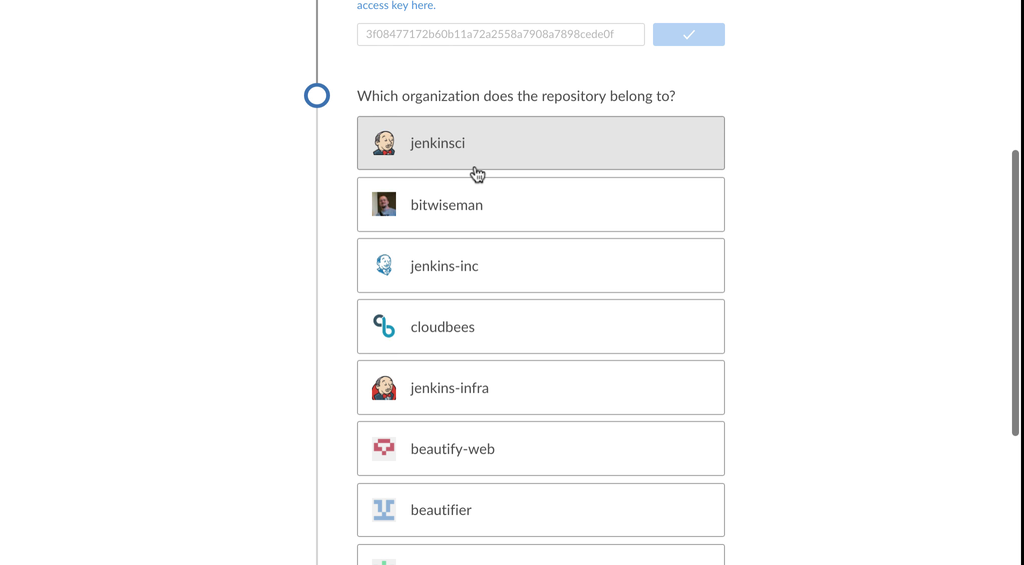 access key here.
3f08477172b60b11a72a2558a7908a7898cede0f
Which organization does the repository belong to?
jenkinsci
bitwiseman
jenkins-inc
cloudbees
jenkins-infra
beautify-web
beautifier